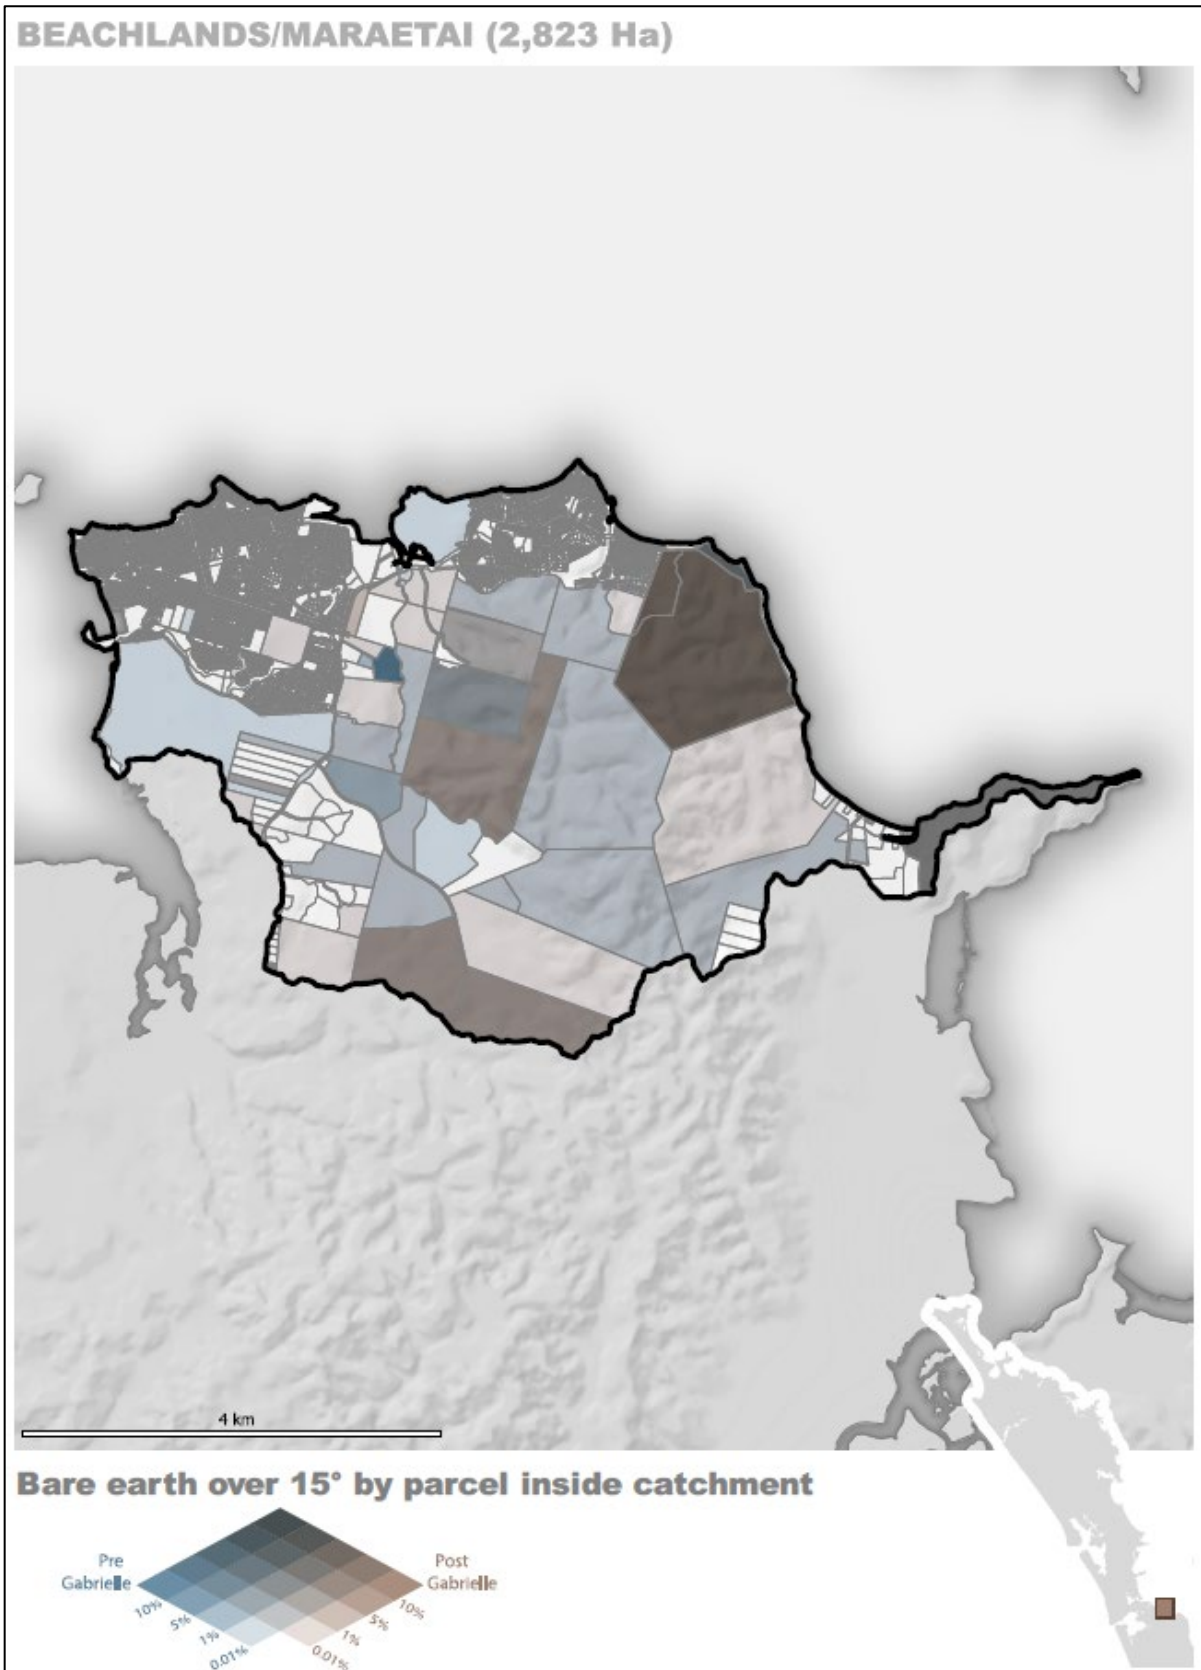 BEACHLANDS/MARAETAI (2,823 Ha)
4 km
Bare earth over 15° by parcel inside catchment
Pre
Gabrielle
Post
Gabrielle
10%
5%
1%
0.01%
10%
5%
1%
0.01%